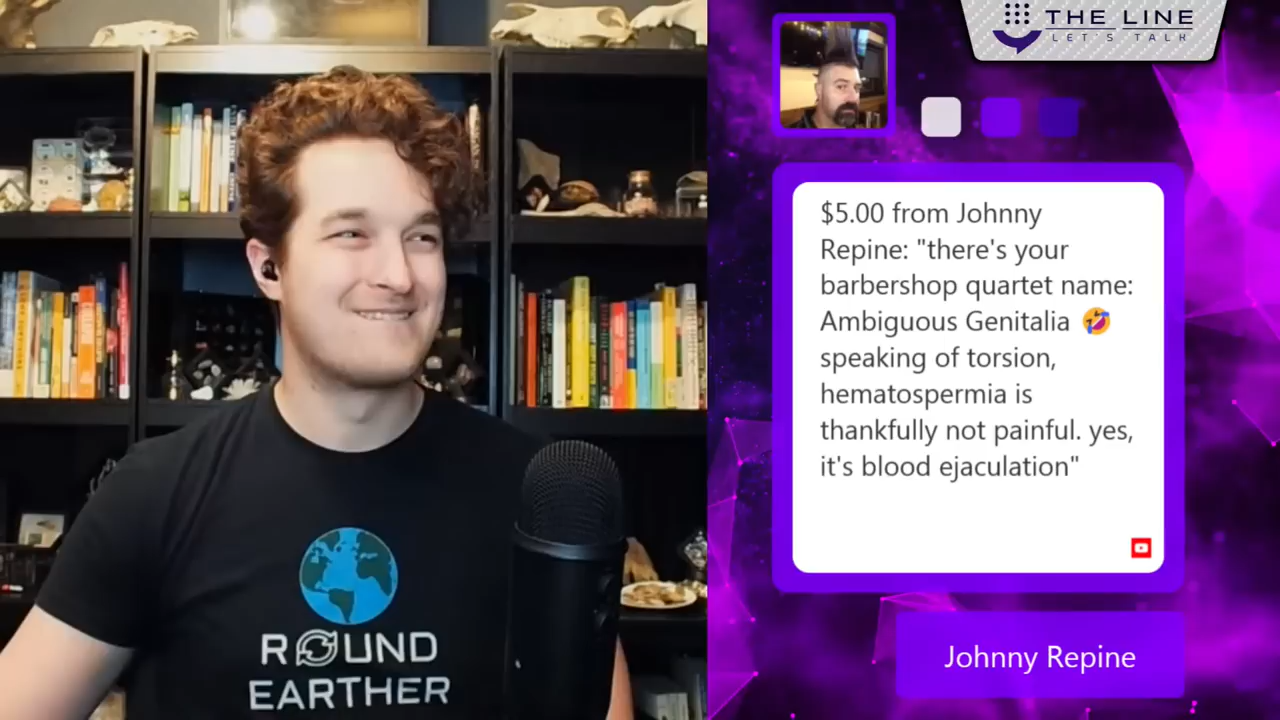 THE LINE
LET'S TALK
$5.00 from Johnny
Repine: "there's your
barbershop quartet name:
Ambiguous Genitalia 🤣
speaking of torsion,
hematospermia is
thankfully not painful. yes,
it's blood ejaculation"
Johnny Repine
ROUND
EARTHER